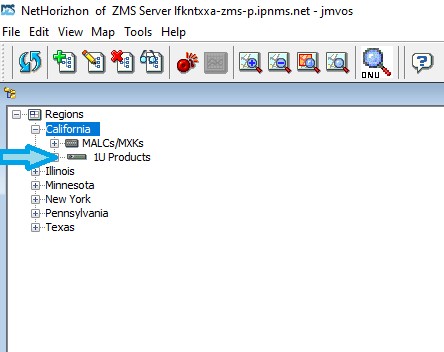 NetHorizhon of ZMS Server lfkntxxa-zms-p.ipnms.net - jmvos
File Edit View Map Tools Help
ONU
?
Regions
California
MALCs/MXKs
1U Products
Illinois
Minnesota
New York
Pennsylvania
Texas